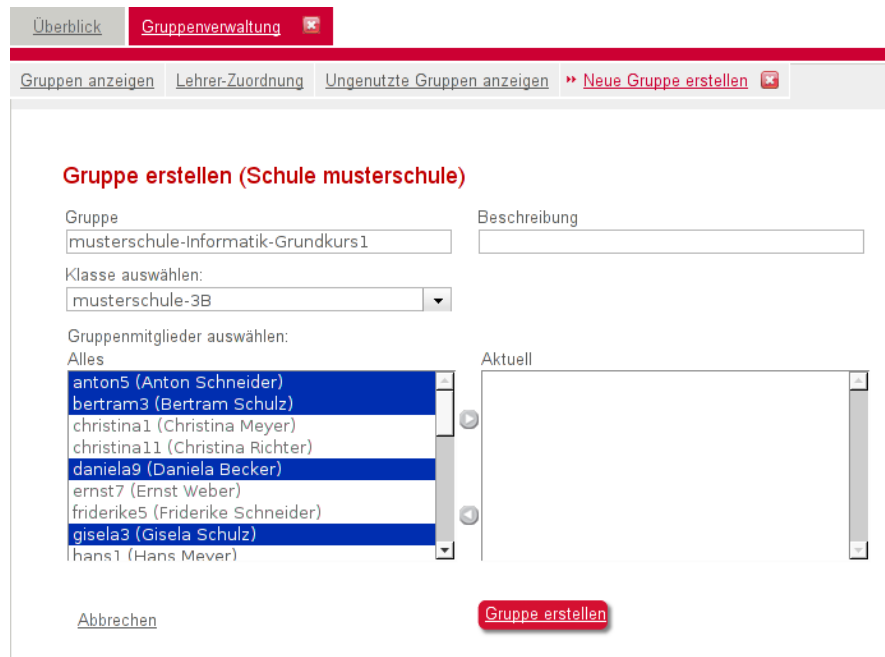 Überblick Gruppenverwaltung
Gruppen anzeigen Lehrer-Zuordnung Ungenutzte Gruppen anzeigen Neue Gruppe erstellen
Gruppe erstellen (Schule musterschule)
Gruppe Beschreibung
musterschule-Informatik-Grundkurs1
Klasse auswählen:
musterschule-3B
Gruppenmitglieder auswählen:
Alles Aktuell
anton5 (Anton Schneider)
bertram3 (Bertram Schulz)
christina1 (Christina Meyer)
christina11 (Christina Richter)
daniela9 (Daniela Becker)
ernst7 (Ernst Weber)
friderike5 (Friderike Schneider)
gisela3 (Gisela Schulz)
hans1 (Hans Meyer)
Abbrechen Gruppe erstellen